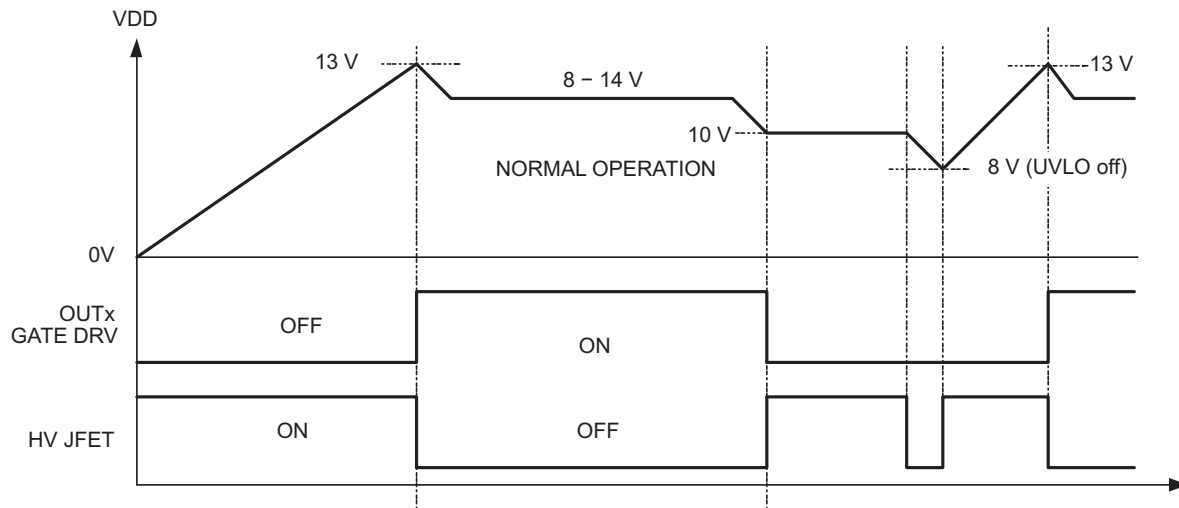 VDD
13 V
8 − 14 V
13 V
10 V
NORMAL OPERATION
8 V (UVLO off)
0V
OUTx
GATE DRV
OFF
ON
HV JFET
ON
OFF